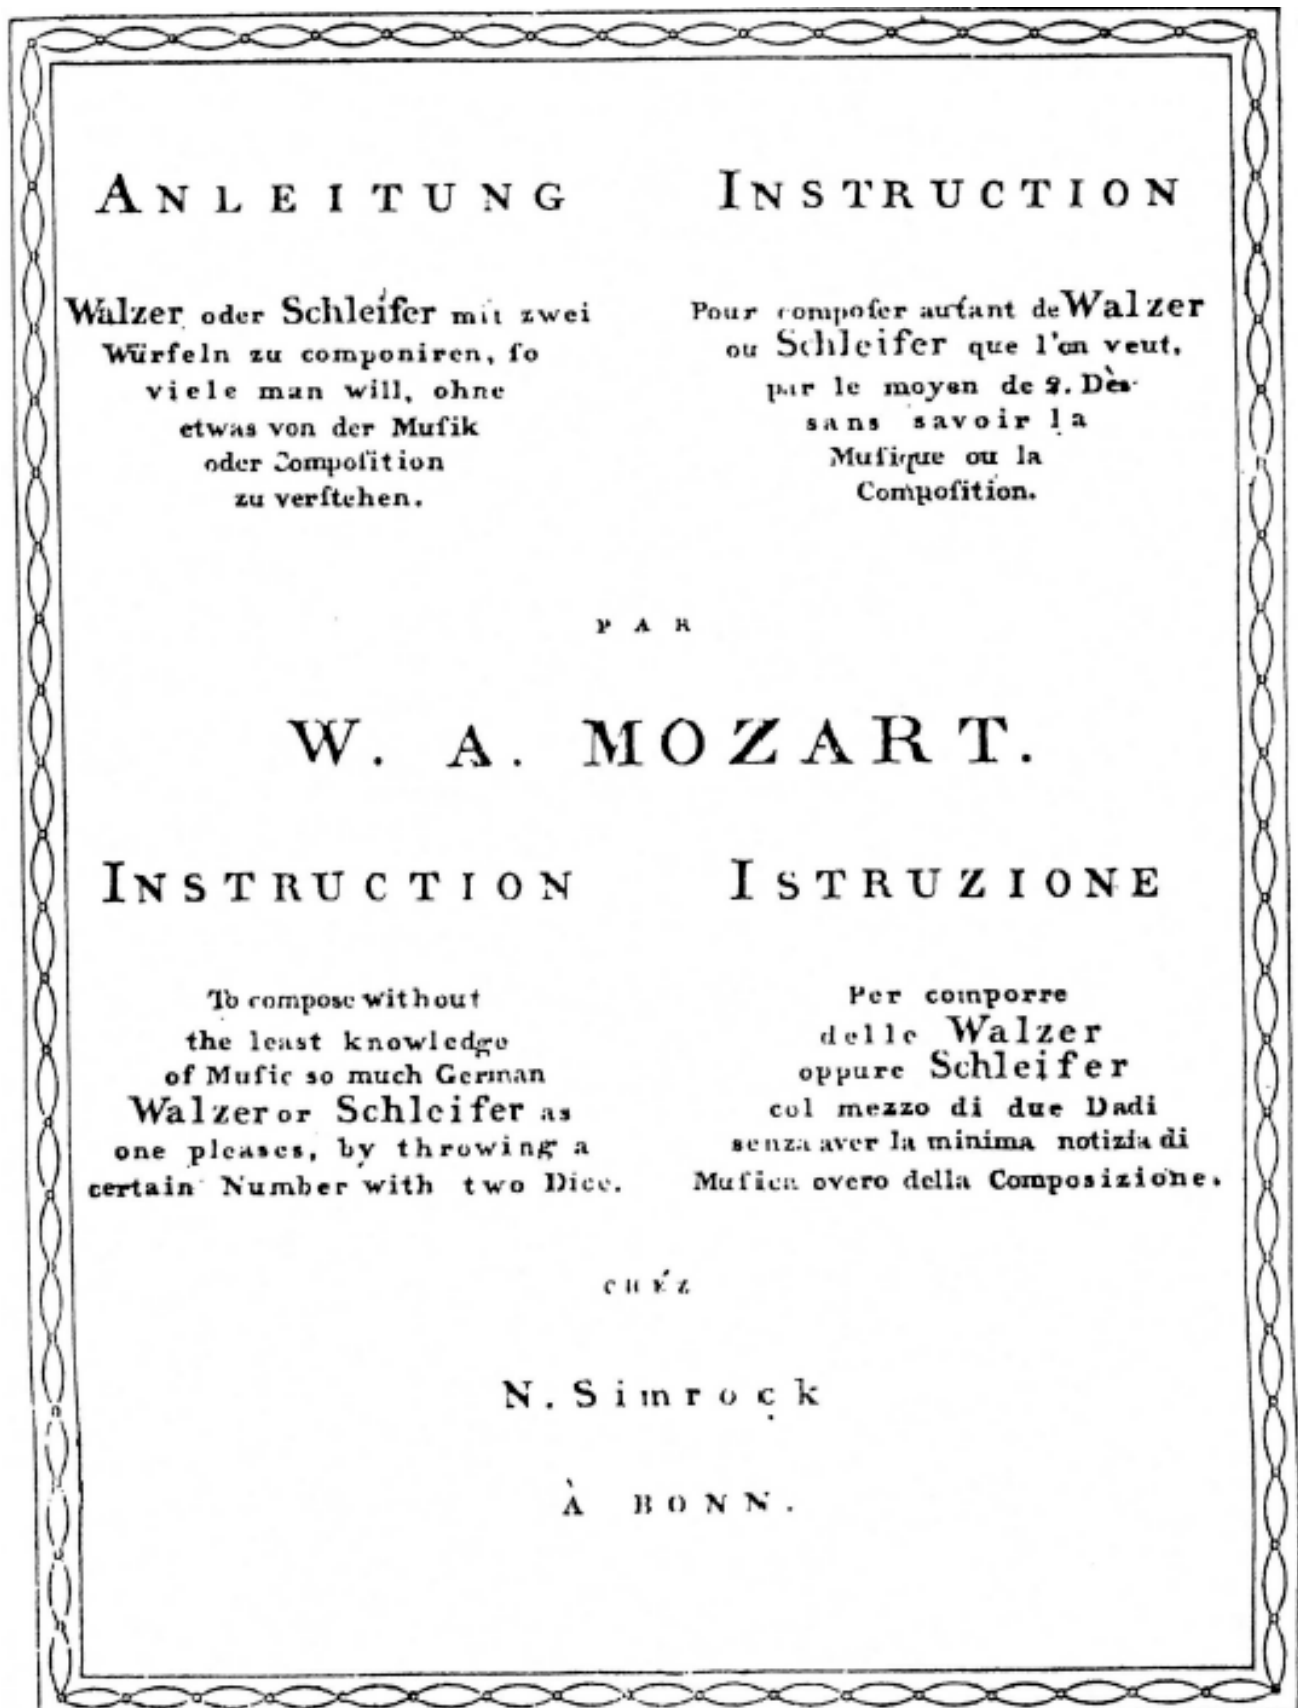 ANLEITUNG
Walzer oder Schleifer mit zwei
Würfeln zu componiren, ſo
viele man will, ohne
etwas von der Muſik
oder Compoſition
zu verſtehen.
INSTRUCTION
Pour compoſer autant de Walzer
ou Schleifer que l'on veut,
par le moyen de 2. Dès
sans savoir la
Muſique ou la
Compoſition.
PAR
W. A. MOZART.
INSTRUCTION
To compose without
the least knowledge
of Muſic so much German
Walzer or Schleifer as
one pleases, by throwing a
certain Number with two Dice.
ISTRUZIONE
Per comporre
delle Walzer
oppure Schleifer
col mezzo di due Dadi
senza aver la minima notizia di
Muſica overo della Composizione.
CHÉZ
N. Simrock
À BONN.